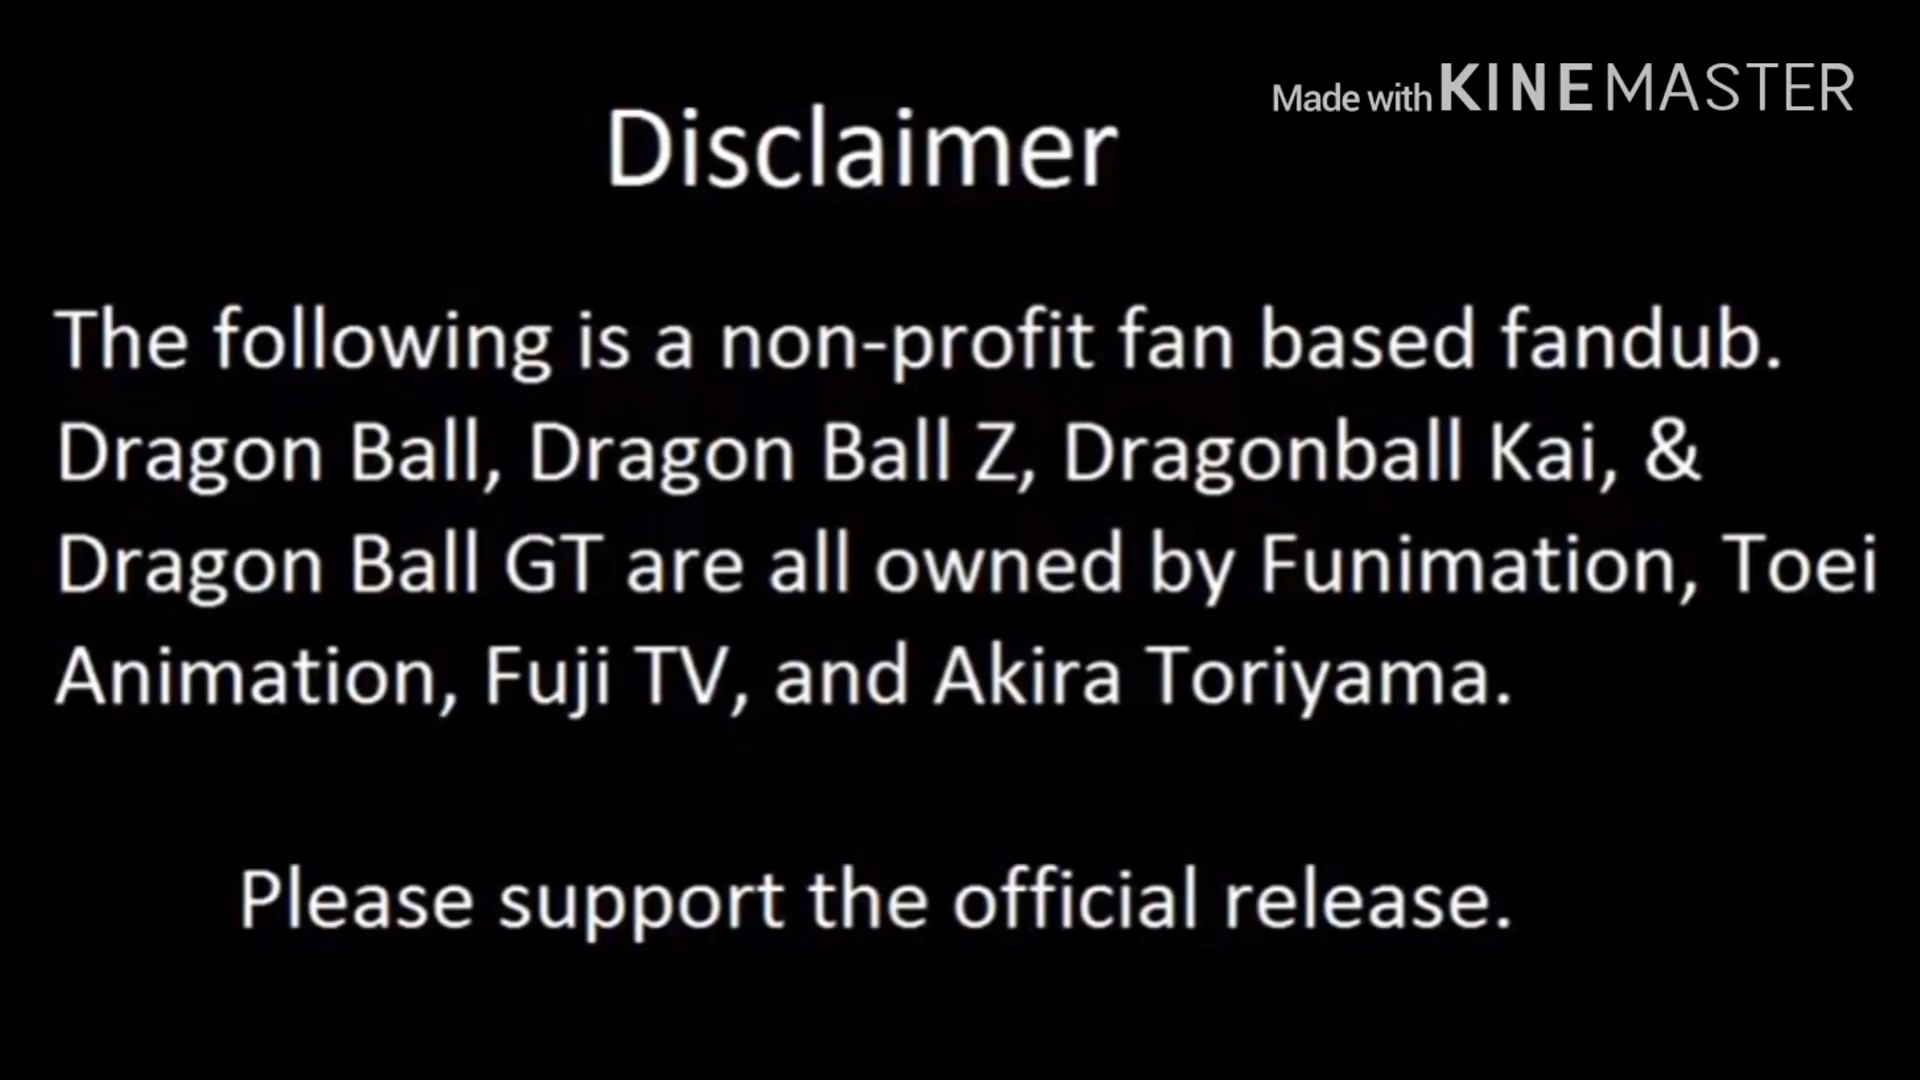 Made with KINEMASTER
Disclaimer
The following is a non-profit fan based fandub.
Dragon Ball, Dragon Ball Z, Dragonball Kai, &
Dragon Ball GT are all owned by Funimation, Toei
Animation, Fuji TV, and Akira Toriyama.
Please support the official release.